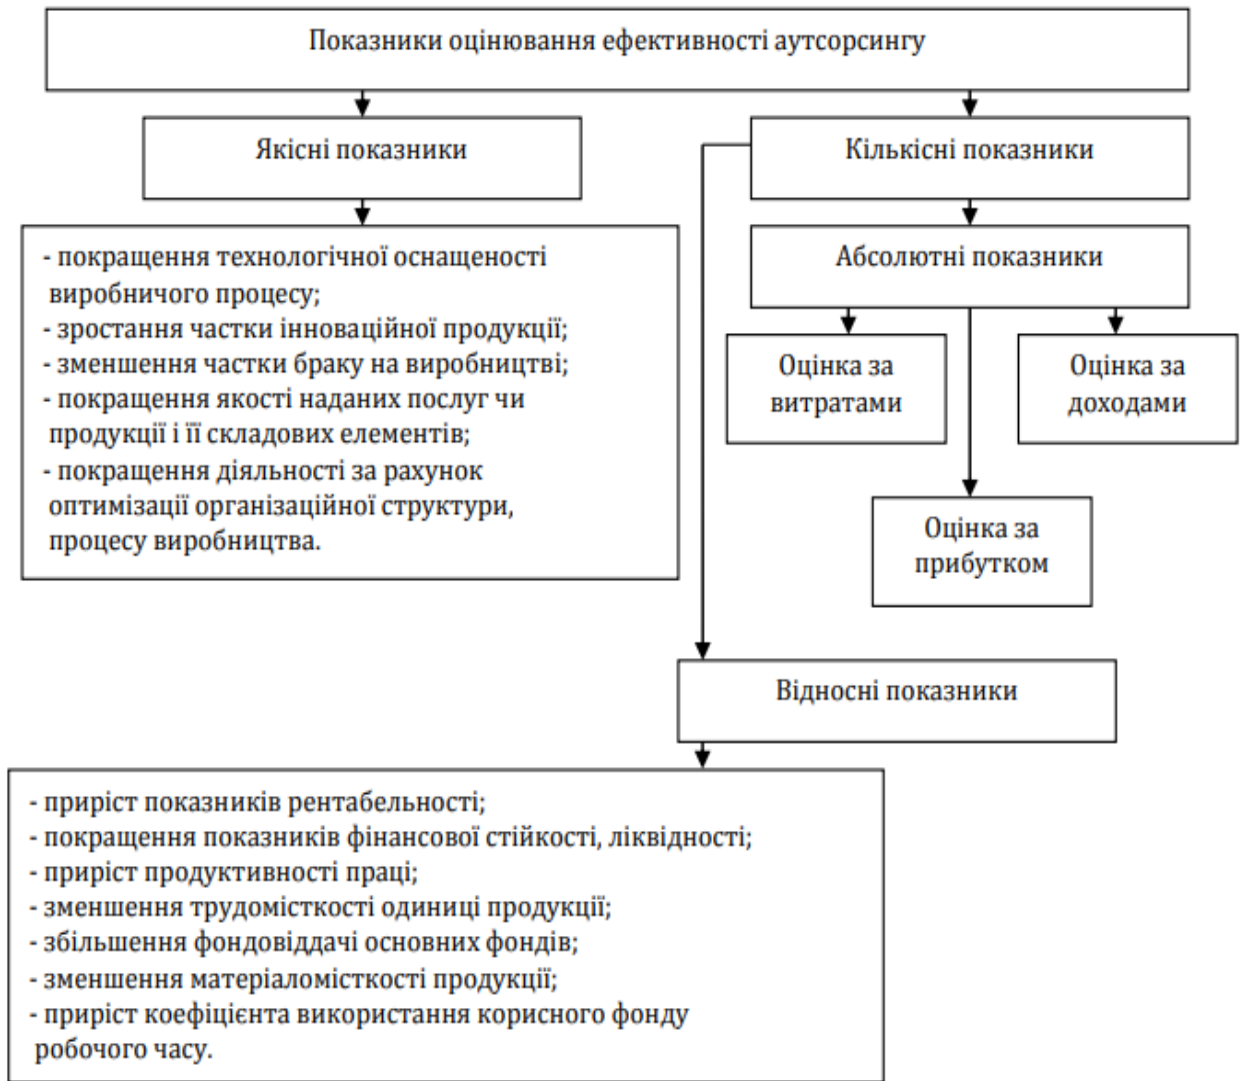 Показники оцінювання ефективності аутсорсингу
Якісні показники
Кількісні показники
- покращення технологічної оснащеності
виробничого процесу;
- зростання частки інноваційної продукції;
- зменшення частки браку на виробництві;
- покращення якості наданих послуг чи
продукції і її складових елементів;
- покращення діяльності за рахунок
оптимізації організаційної структури,
процесу виробництва.
Абсолютні показники
Оцінка за
витратами
Оцінка за
доходами
Оцінка за
прибутком
Відносні показники
- приріст показників рентабельності;
- покращення показників фінансової стійкості, ліквідності;
- приріст продуктивності праці;
- зменшення трудомісткості одиниці продукції;
- збільшення фондовіддачі основних фондів;
- зменшення матеріаломісткості продукції;
- приріст коефіцієнта використання корисного фонду
робочого часу.